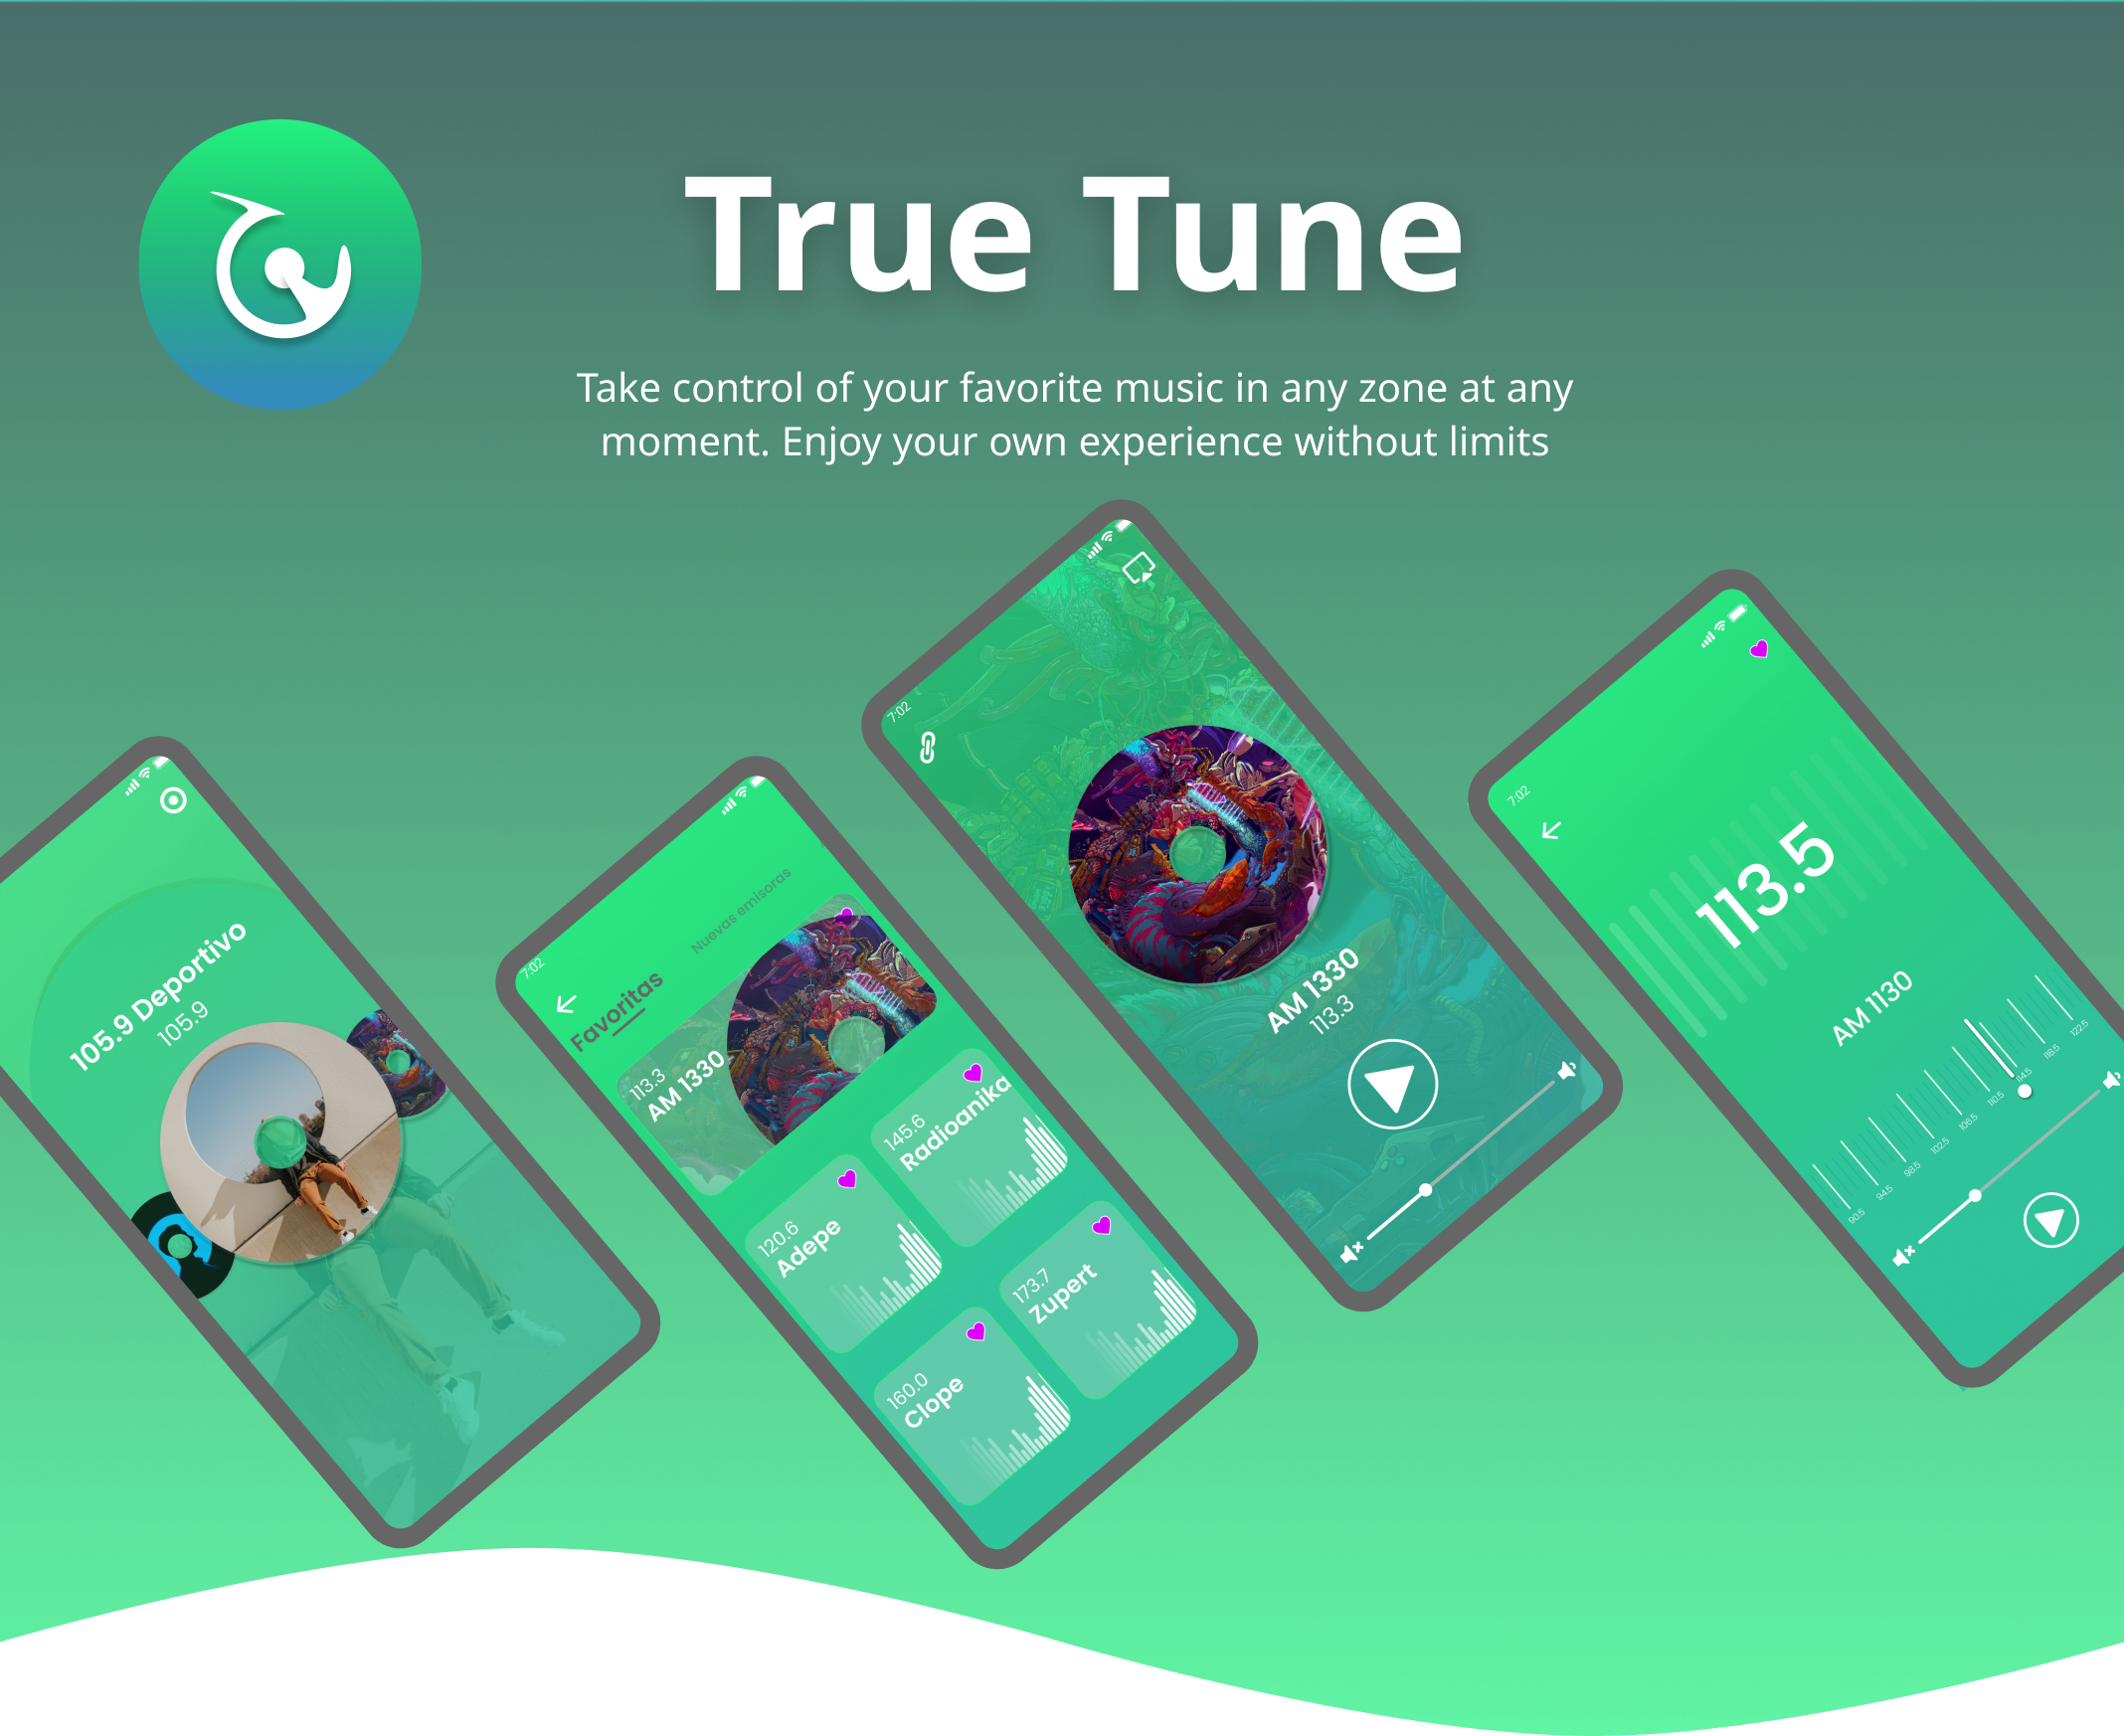 True Tune
Take control of your favorite music in any zone at any
moment. Enjoy your own experience without limits
105.9 Deportivo
105.9
7:02
Favoritas
Nuevas emisoras
113.3
AM 1330
145.6
Radioanika
120.6
Adepe
173.7
Zupert
160.0
Clope
7:02
AM 1330
113.3
7:02
113.5
AM 1130
90.5
94.5
98.5
102.5
106.5
110.5
114.5
118.5
122.5